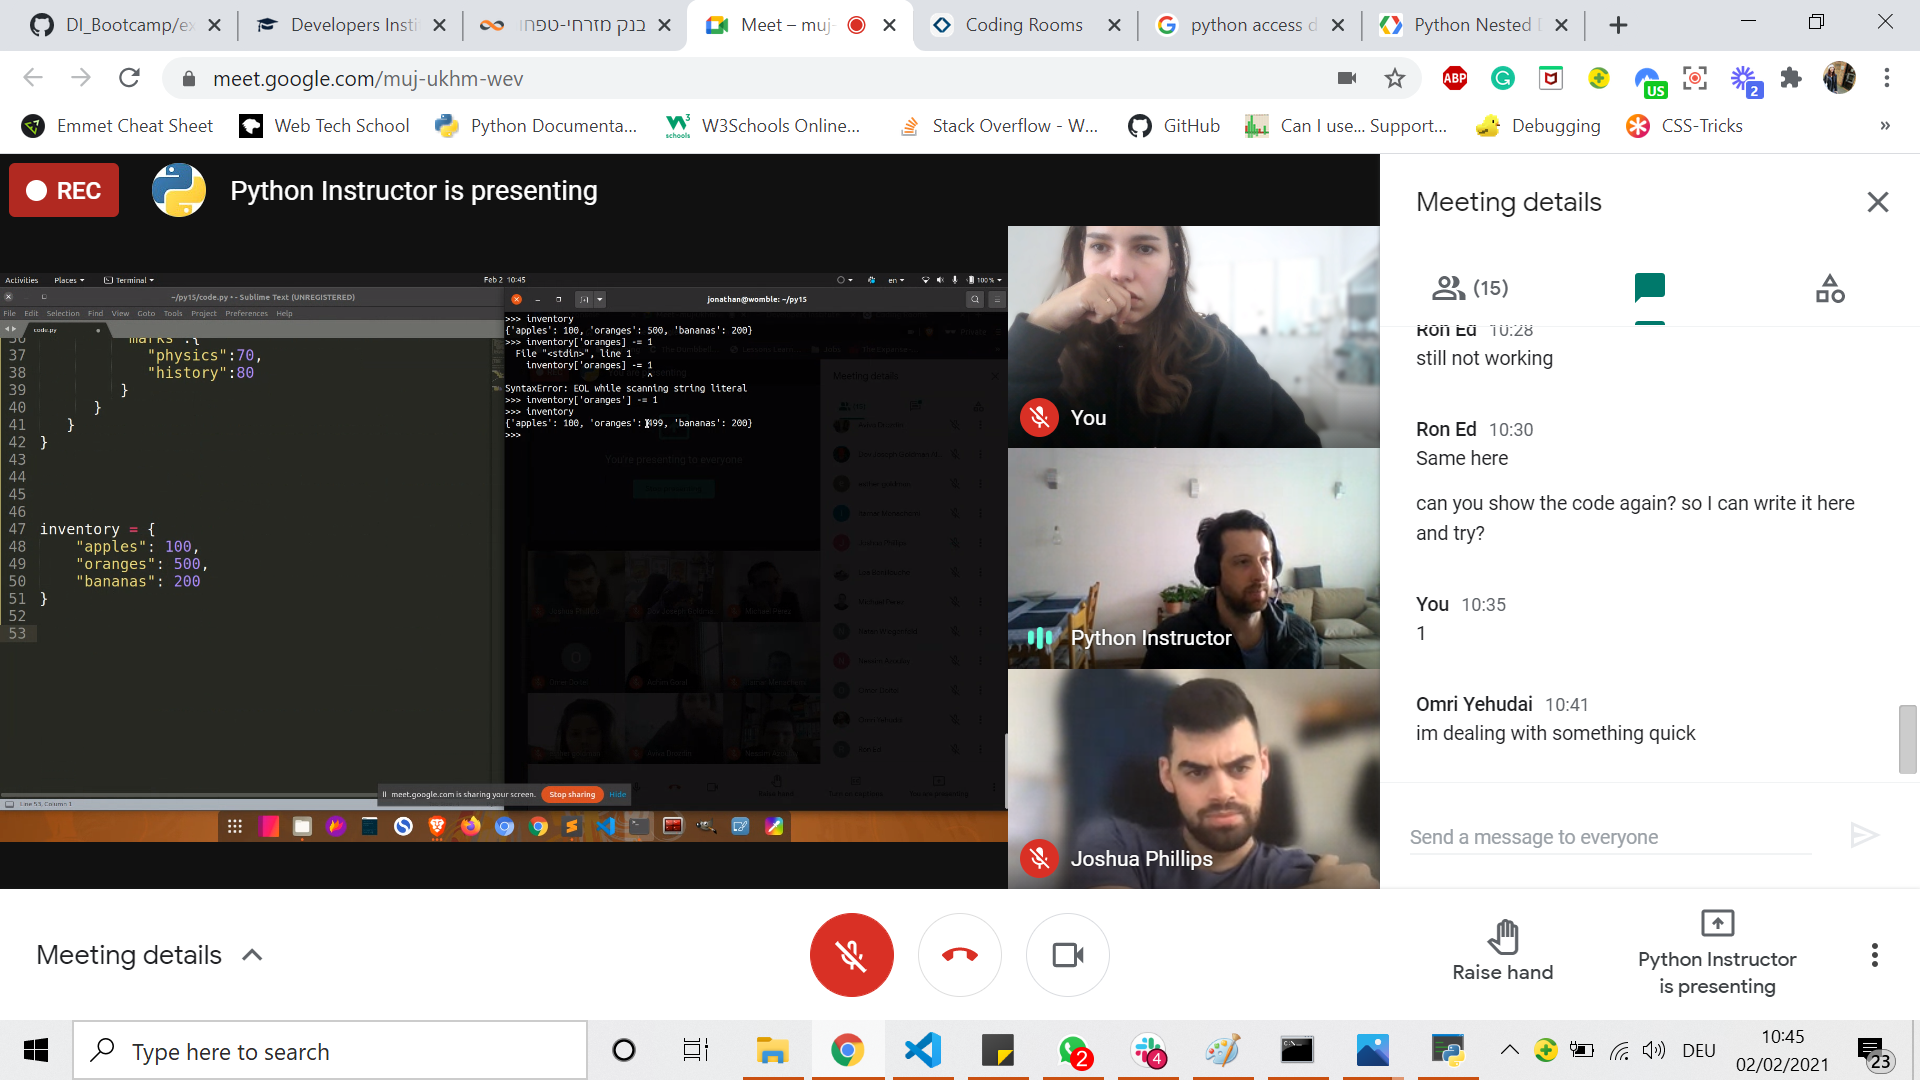 DI_Bootcamp/ex
Developers Insti
בנק מזרחי-טפחו
Meet – muj-
Coding Rooms
python access d
Python Nested D
meet.google.com/muj-ukhm-wev
ABP
US
2
Emmet Cheat Sheet
Web Tech School
Python Documenta...
W3Schools Online...
Stack Overflow - W...
GitHub
Can I use... Support...
Debugging
CSS-Tricks
»
REC
Python Instructor is presenting
Activities
Places
Terminal
Feb 2 10:45
en
100%
~/py15/code.py • - Sublime Text (UNREGISTERED)
File Edit Selection Find View Goto Tools Project Preferences Help
code.py
36 "marks":{
37 "physics":70,
38 "history":80
39 }
40 }
41 }
42 }
43
44
45
46
47 inventory = {
48 "apples": 100,
49 "oranges": 500,
50 "bananas": 200
51 }
52
53
Line 53, Column 1
jonathan@womble: ~/py15
>>> inventory
{'apples': 100, 'oranges': 500, 'bananas': 200}
>>> inventory['oranges] -= 1
File "<stdin>", line 1
inventory['oranges] -= 1
^
SyntaxError: EOL while scanning string literal
>>> inventory['oranges'] -= 1
>>> inventory
{'apples': 100, 'oranges': 499, 'bananas': 200}
>>>
Meeting details
You're presenting to everyone
meet.google.com is sharing your screen.
Stop sharing
Hide
You
Python Instructor
Joshua Phillips
Meeting details
(15)
Ron Ed 10:28
still not working
Ron Ed 10:30
Same here
can you show the code again? so I can write it here
and try?
You 10:35
1
Omri Yehudai 10:41
im dealing with something quick
Send a message to everyone
Meeting details
Raise hand
Python Instructor
is presenting
Type here to search
2
4
DEU
10:45
02/02/2021
23